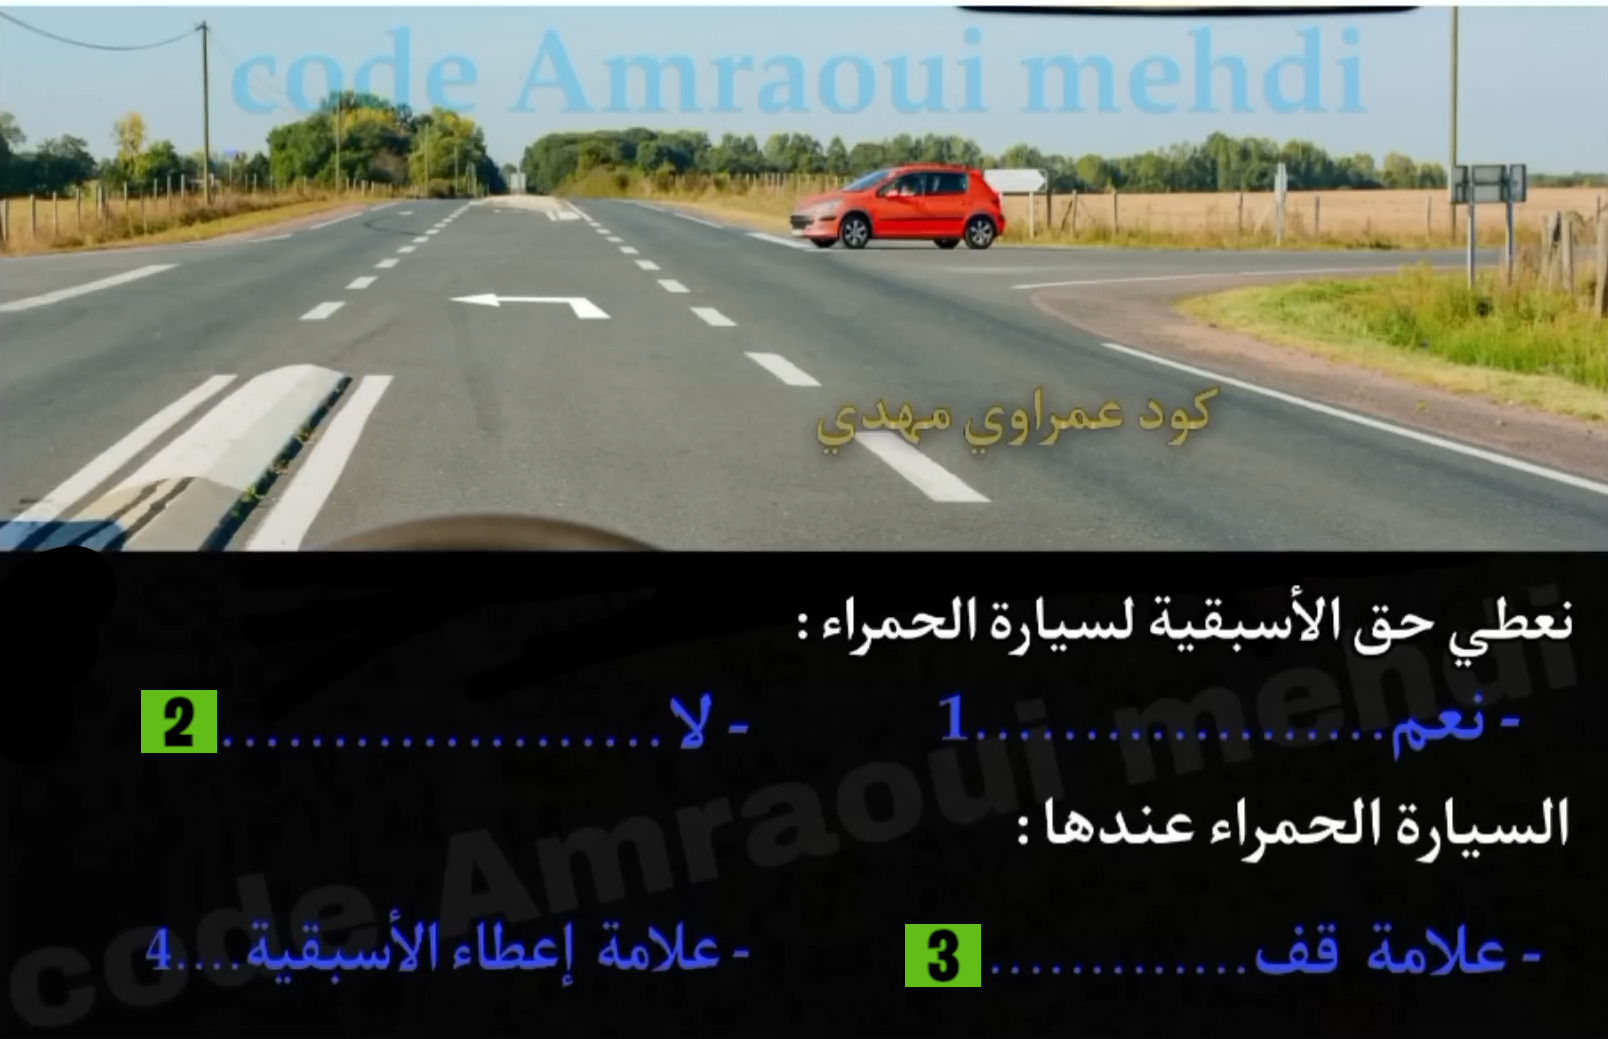 code Amraoui mehdi
كود عمراوي مهدي
نعطي حق الأسبقية لسيارة الحمراء :
- نعم..................1
- لا....................2
السيارة الحمراء عندها :
- علامة قف.............3
- علامة إعطاء الأسبقية....4
code Amraoui mehdi